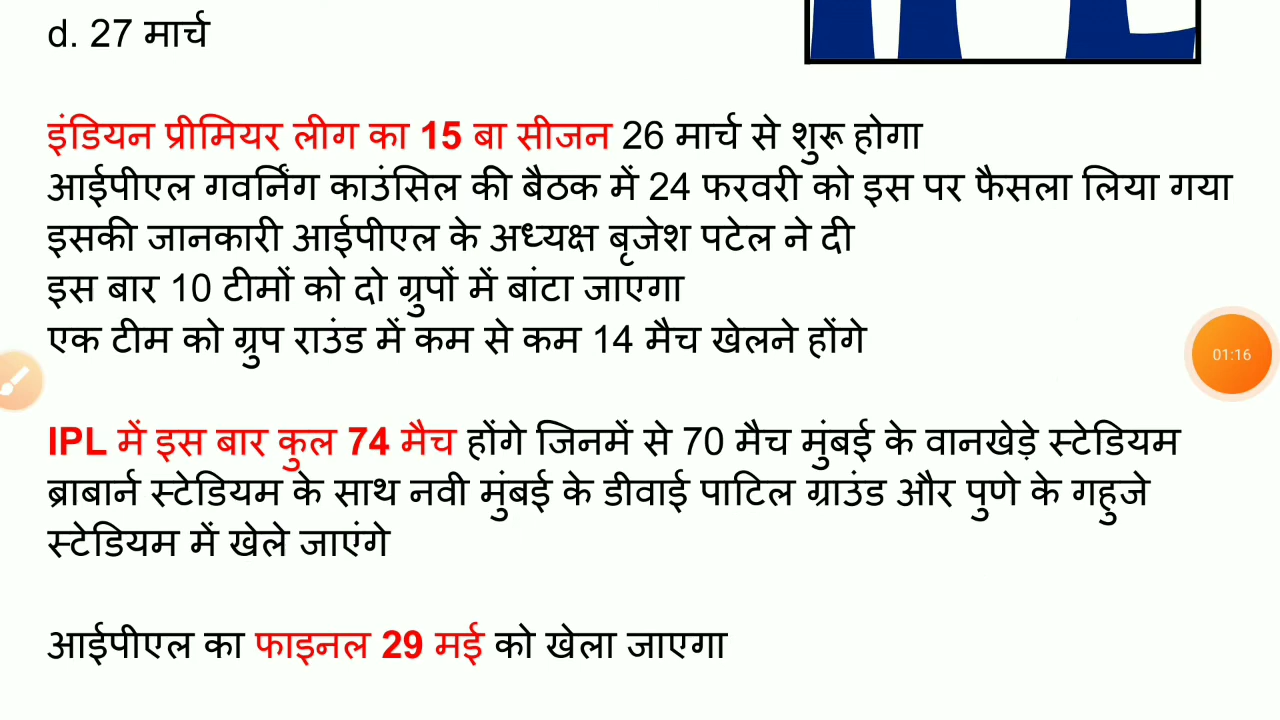 d. 27 मार्च
इंडियन प्रीमियर लीग का 15 बा सीजन 26 मार्च से शुरू होगा
आईपीएल गवर्निंग काउंसिल की बैठक में 24 फरवरी को इस पर फैसला लिया गया
इसकी जानकारी आईपीएल के अध्यक्ष बृजेश पटेल ने दी
इस बार 10 टीमों को दो ग्रुपों में बांटा जाएगा
एक टीम को ग्रुप राउंड में कम से कम 14 मैच खेलने होंगे
01:16
IPL में इस बार कुल 74 मैच होंगे जिनमें से 70 मैच मुंबई के वानखेड़े स्टेडियम
ब्राबार्न स्टेडियम के साथ नवी मुंबई के डीवाई पाटिल ग्राउंड और पुणे के गहुजे
स्टेडियम में खेले जाएंगे
आईपीएल का फाइनल 29 मई को खेला जाएगा